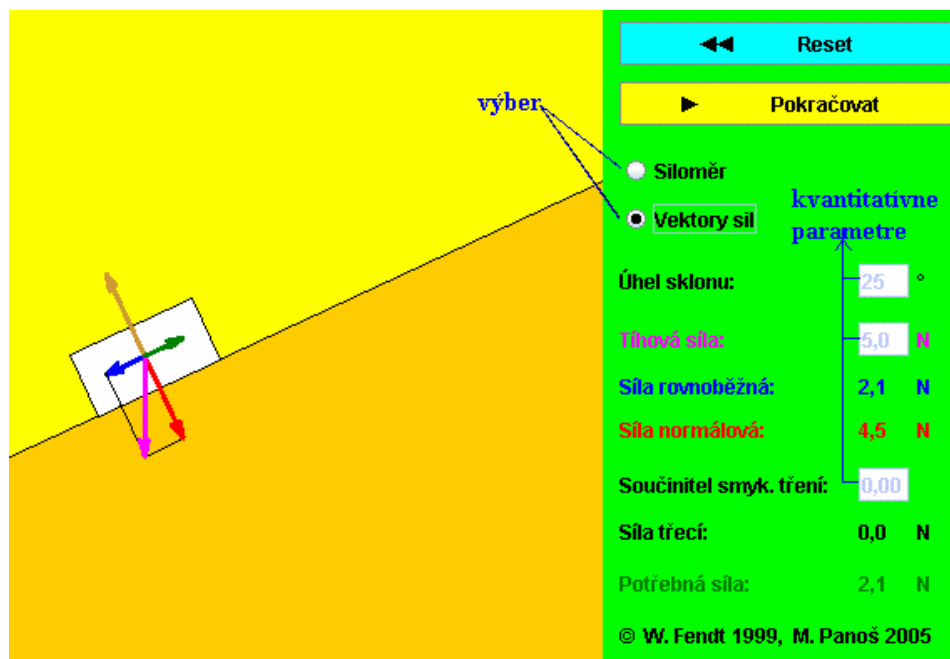 Reset
Pokračovat
výber
Siloměr
Vektory sil
kvantitatívne
parametre
Úhel sklonu: 25 °
Tíhová síla: 5,0 N
Síla rovnoběžná: 2,1 N
Síla normálová: 4,5 N
Součinitel smyk. tření: 0,00
Síla třecí: 0,0 N
Potřebná síla: 2,1 N
© W. Fendt 1999, M. Panoš 2005